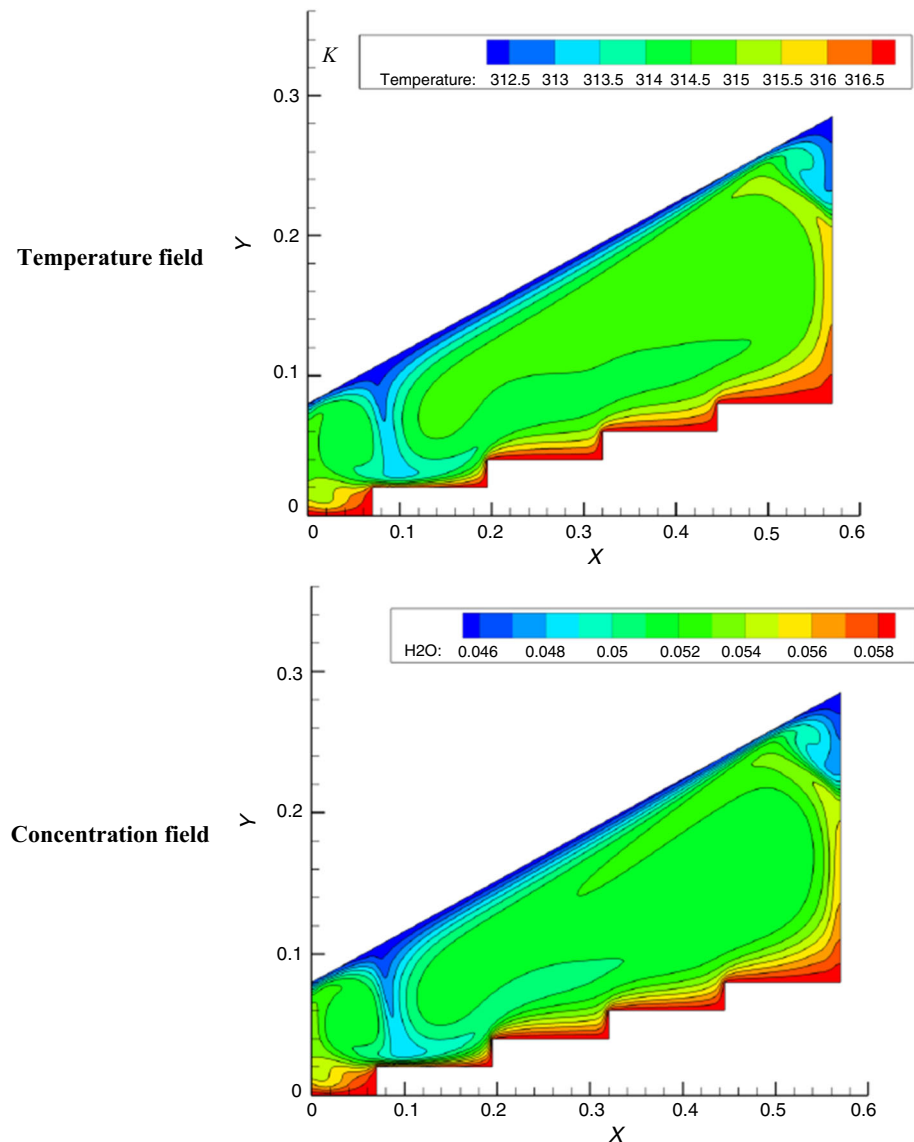 K
Temperature: 312.5 313 313.5 314 314.5 315 315.5 316 316.5
0.3
Temperature field
Y
0.2
0.1
0
0 0.1 0.2 0.3 0.4 0.5 0.6
X
H2O: 0.046 0.048 0.05 0.052 0.054 0.056 0.058
0.3
Concentration field
Y
0.2
0.1
0
0 0.1 0.2 0.3 0.4 0.5 0.6
X